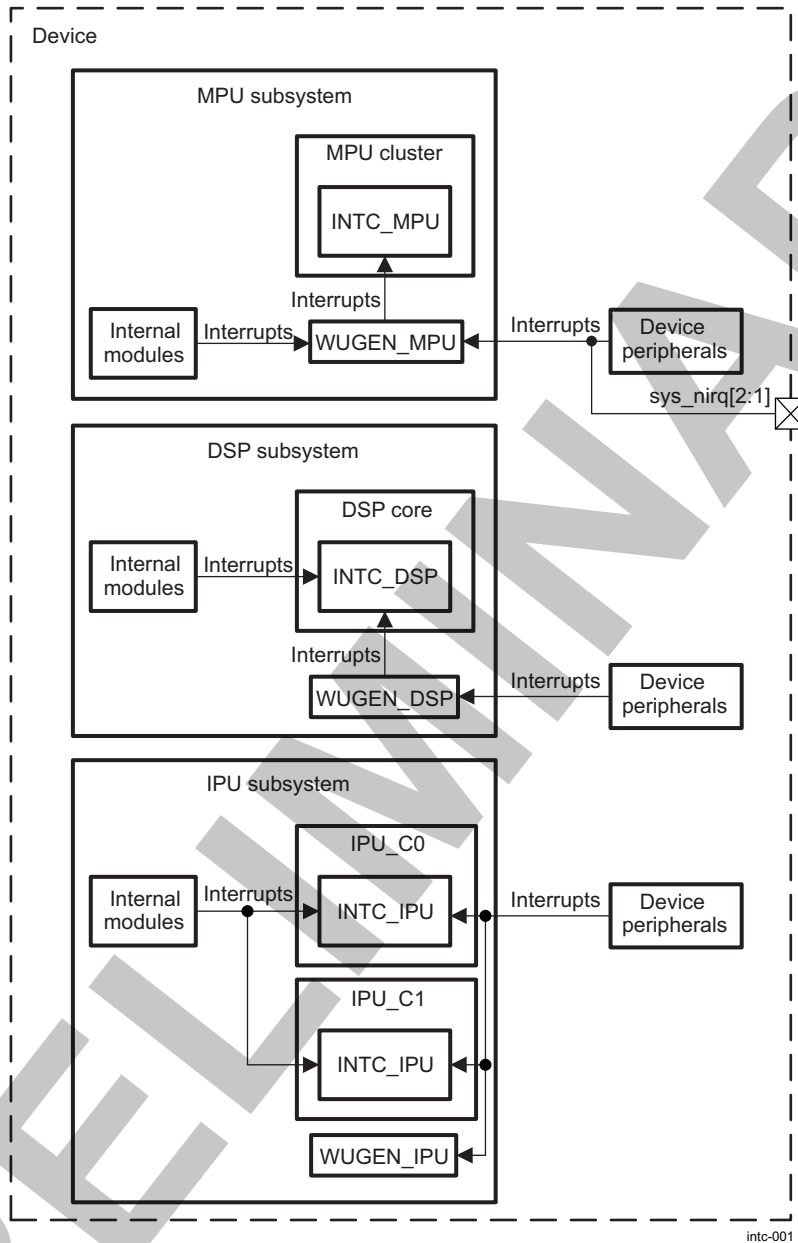 Device
MPU subsystem
MPU cluster
INTC_MPU
Interrupts
Internal
modules
Interrupts
WUGEN_MPU
Interrupts
Device
peripherals
sys_nirq[2:1]
DSP subsystem
DSP core
Internal
modules
Interrupts
INTC_DSP
Interrupts
WUGEN_DSP
Interrupts
Device
peripherals
IPU subsystem
IPU_C0
Internal
modules
Interrupts
INTC_IPU
Interrupts
Device
peripherals
IPU_C1
INTC_IPU
WUGEN_IPU
intc-001